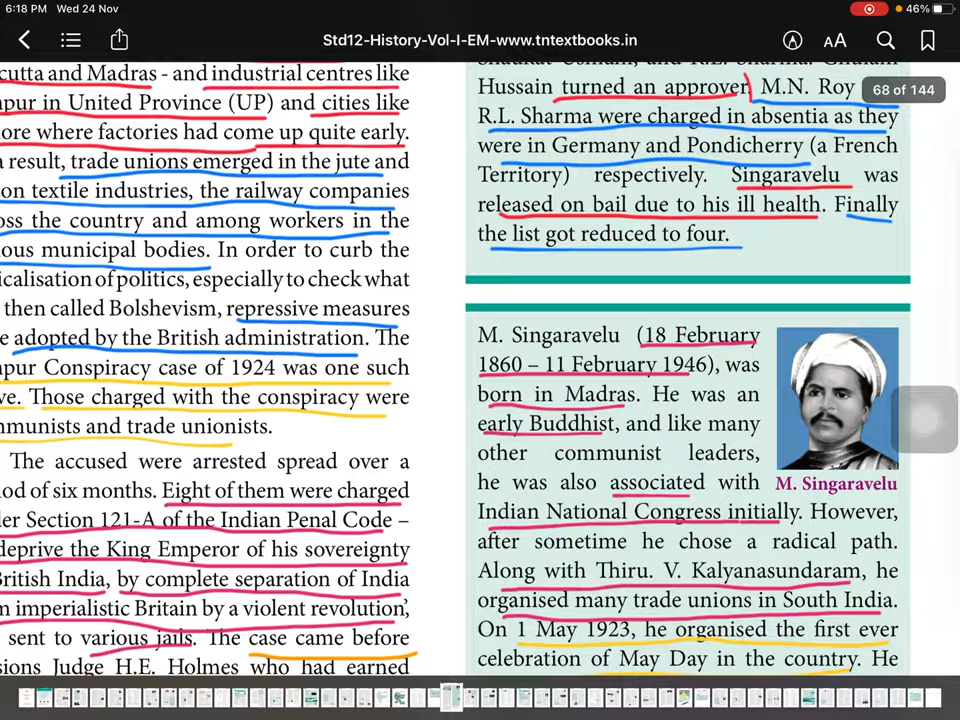 6:18 PM Wed 24 Nov
46%
Std12-History-Vol-I-EM-www.tntextbooks.in
AA
68 of 144
cutta and Madras - and industrial centres like
npur in United Province (UP) and cities like
ore where factories had come up quite early.
a result, trade unions emerged in the jute and
on textile industries, the railway companies
oss the country and among workers in the
ious municipal bodies. In order to curb the
icalisation of politics, especially to check what
then called Bolshevism, repressive measures
e adopted by the British administration. The
npur Conspiracy case of 1924 was one such
ve. Those charged with the conspiracy were
mmunists and trade unionists.
The accused were arrested spread over a
iod of six months. Eight of them were charged
der Section 121-A of the Indian Penal Code –
deprive the King Emperor of his sovereignty
British India, by complete separation of India
m imperialistic Britain by a violent revolution',
sent to various jails. The case came before
sions Judge H.E. Holmes who had earned
Shaukat Usmani, and R.L. Sharma. Ghulam
Hussain turned an approver. M.N. Roy
R.L. Sharma were charged in absentia as they
were in Germany and Pondicherry (a French
Territory) respectively. Singaravelu was
released on bail due to his ill health. Finally
the list got reduced to four.
M. Singaravelu (18 February
1860 – 11 February 1946), was
born in Madras. He was an
early Buddhist, and like many
other communist leaders,
he was also associated with
M. Singaravelu
Indian National Congress initially. However,
after sometime he chose a radical path.
Along with Thiru. V. Kalyanasundaram, he
organised many trade unions in South India.
On 1 May 1923, he organised the first ever
celebration of May Day in the country. He